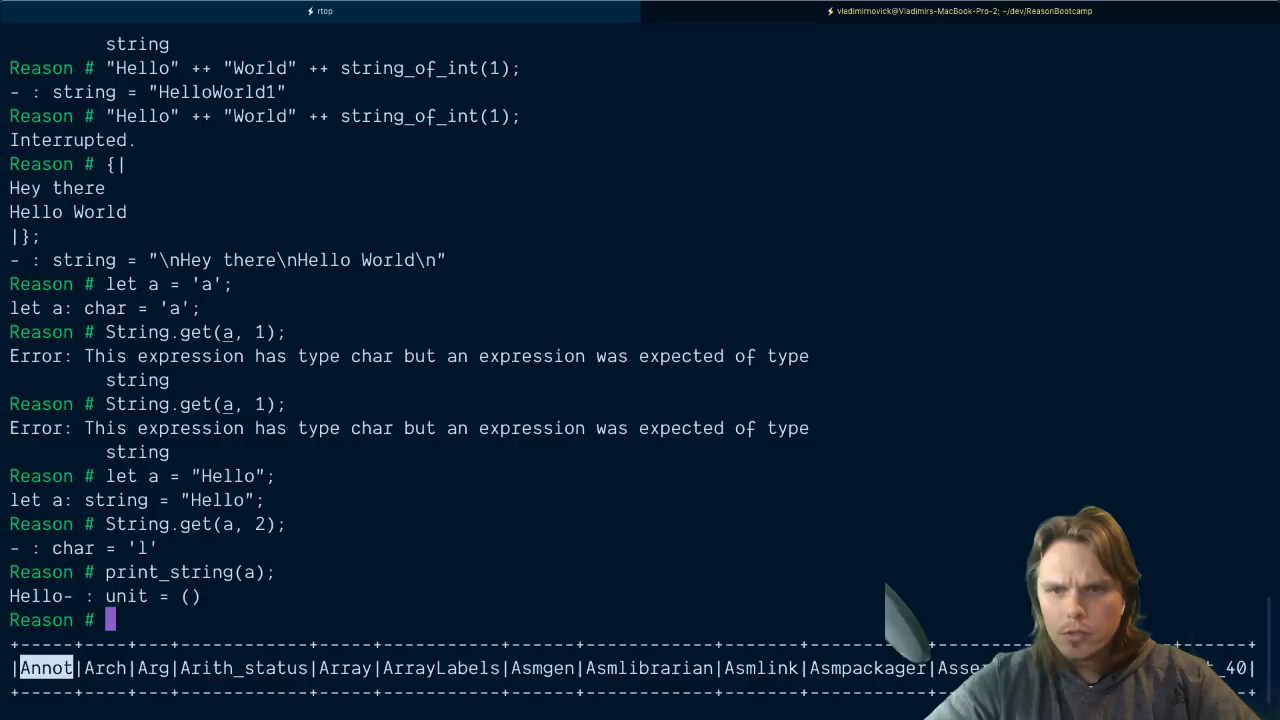 ⚡ rtop
⚡ vladimirnovick@Vladimirs-MacBook-Pro-2: ~/dev/ReasonBootcamp
string
Reason # "Hello" ++ "World" ++ string_of_int(1);
- : string = "HelloWorld1"
Reason # "Hello" ++ "World" ++ string_of_int(1);
Interrupted.
Reason # {|
Hey there
Hello World
|};
- : string = "\nHey there\nHello World\n"
Reason # let a = 'a';
let a: char = 'a';
Reason # String.get(a, 1);
Error: This expression has type char but an expression was expected of type
string
Reason # String.get(a, 1);
Error: This expression has type char but an expression was expected of type
string
Reason # let a = "Hello";
let a: string = "Hello";
Reason # String.get(a, 2);
- : char = 'l'
Reason # print_string(a);
Hello- : unit = ()
Reason #
|Annot|Arch|Arg|Arith_status|Array|ArrayLabels|Asmgen|Asmlibrarian|Asmlink|Asmpackager|